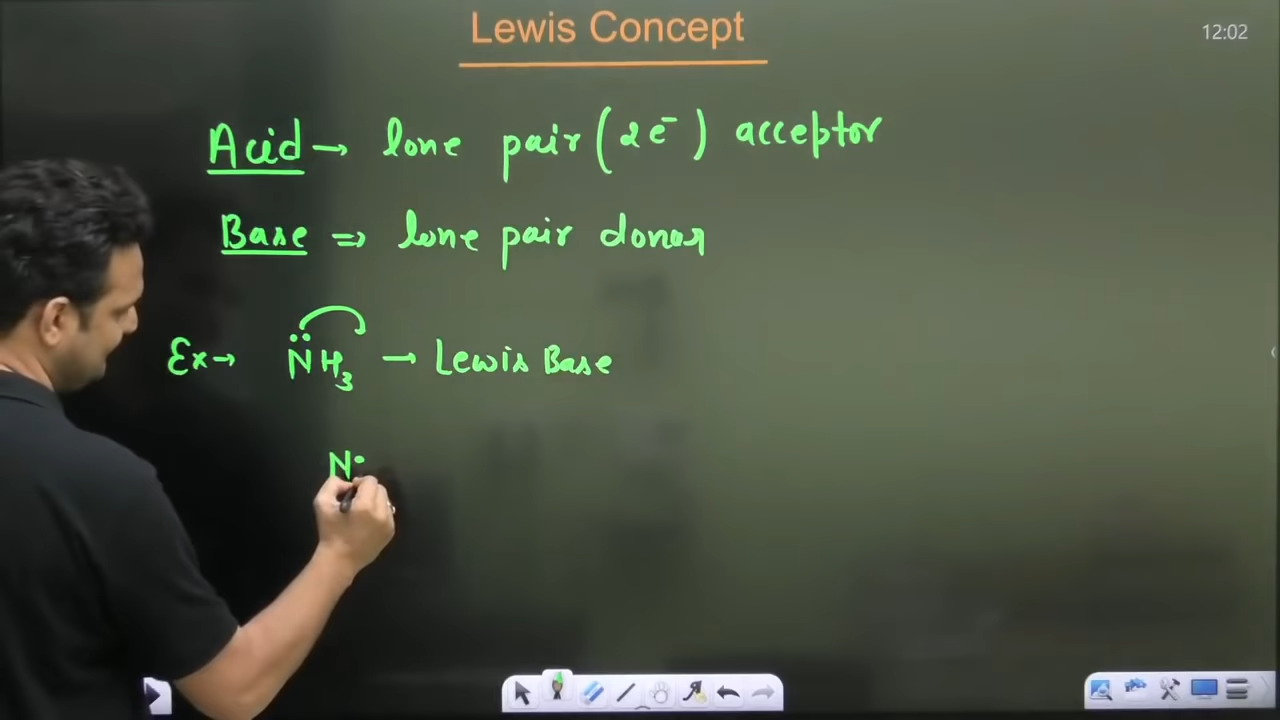 Lewis Concept
12:02
Acid → lone pair (2e⁻) acceptor
Base ⇒ lone pair donor
Ex → N̈H₃ → Lewis Base
N